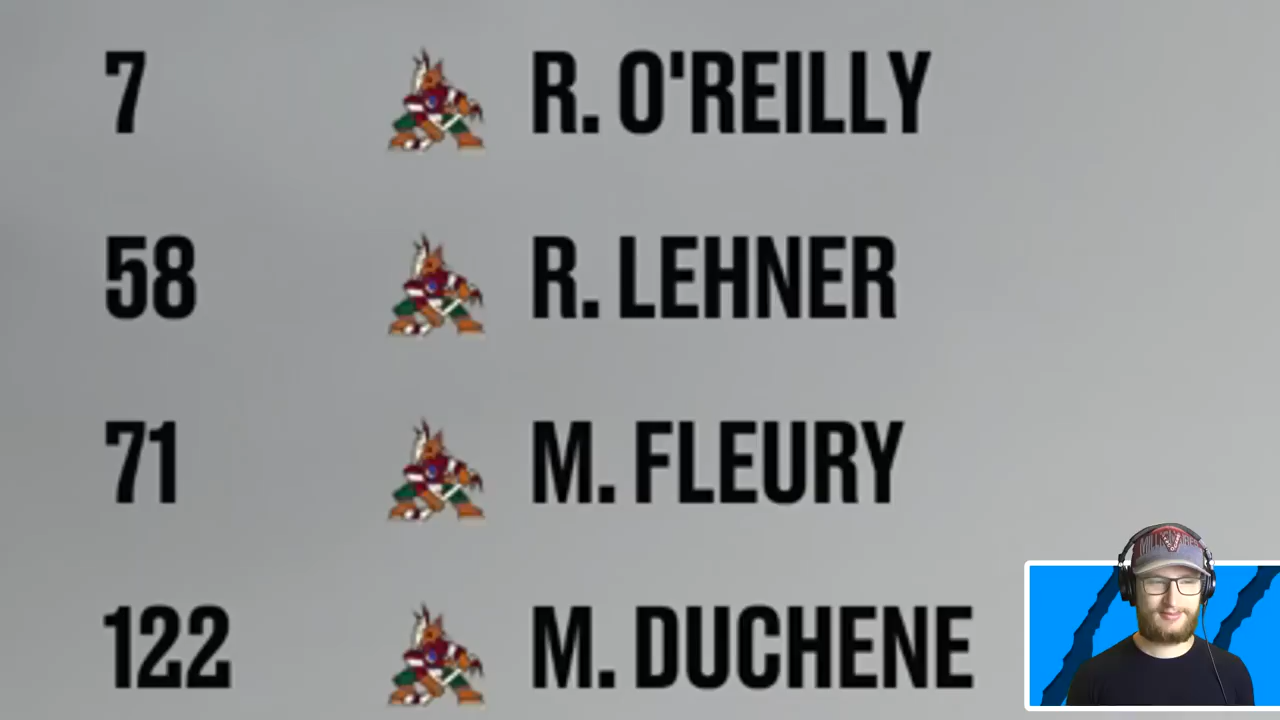 7 R. O'REILLY
58 R. LEHNER
71 M. FLEURY
122 M. DUCHENE